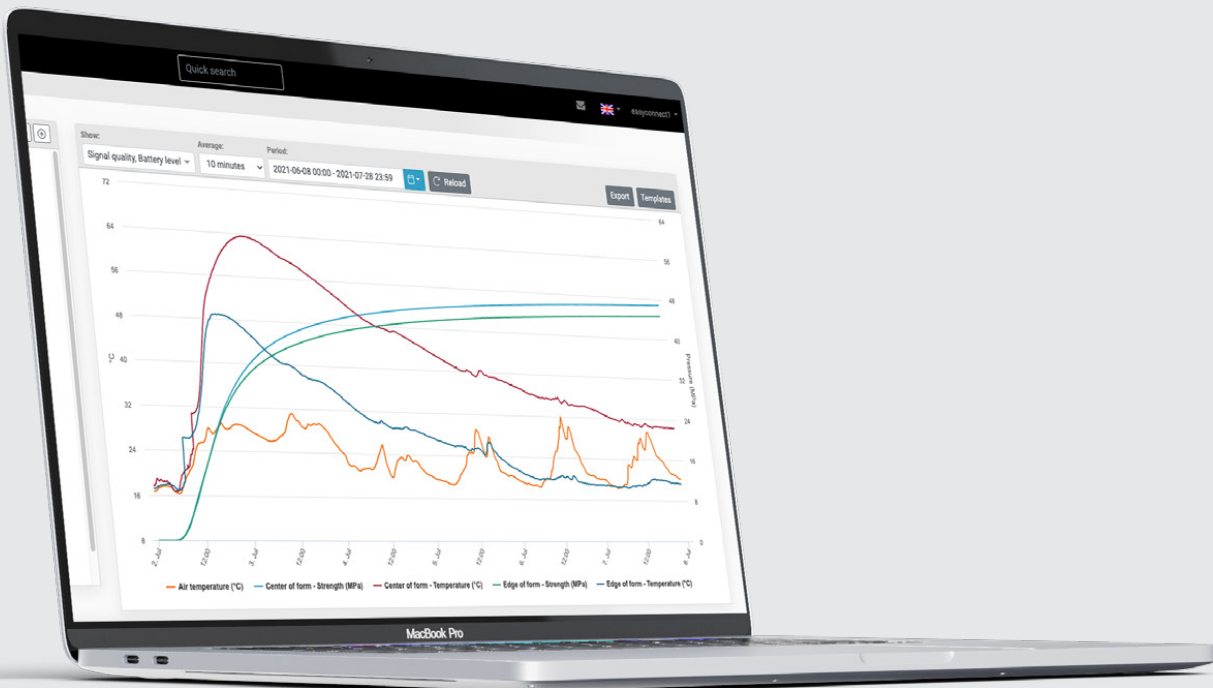 Quick search
easyconnect1
Show:
Average:
Period:
Signal quality, Battery level
10 minutes
2021-06-08 00:00 - 2021-07-28 23:59
Reload
Export
Templates
72
64
56
48
40
32
24
16
8
°C
64
56
48
40
32
24
16
8
0
Pressure (MPa)
2. Jul
12:00
3. Jul
12:00
4. Jul
12:00
5. Jul
12:00
6. Jul
12:00
7. Jul
12:00
8. Jul
Air temperature (°C)
Center of form - Strength (MPa)
Center of form - Temperature (°C)
Edge of form - Strength (MPa)
Edge of form - Temperature (°C)
MacBook Pro